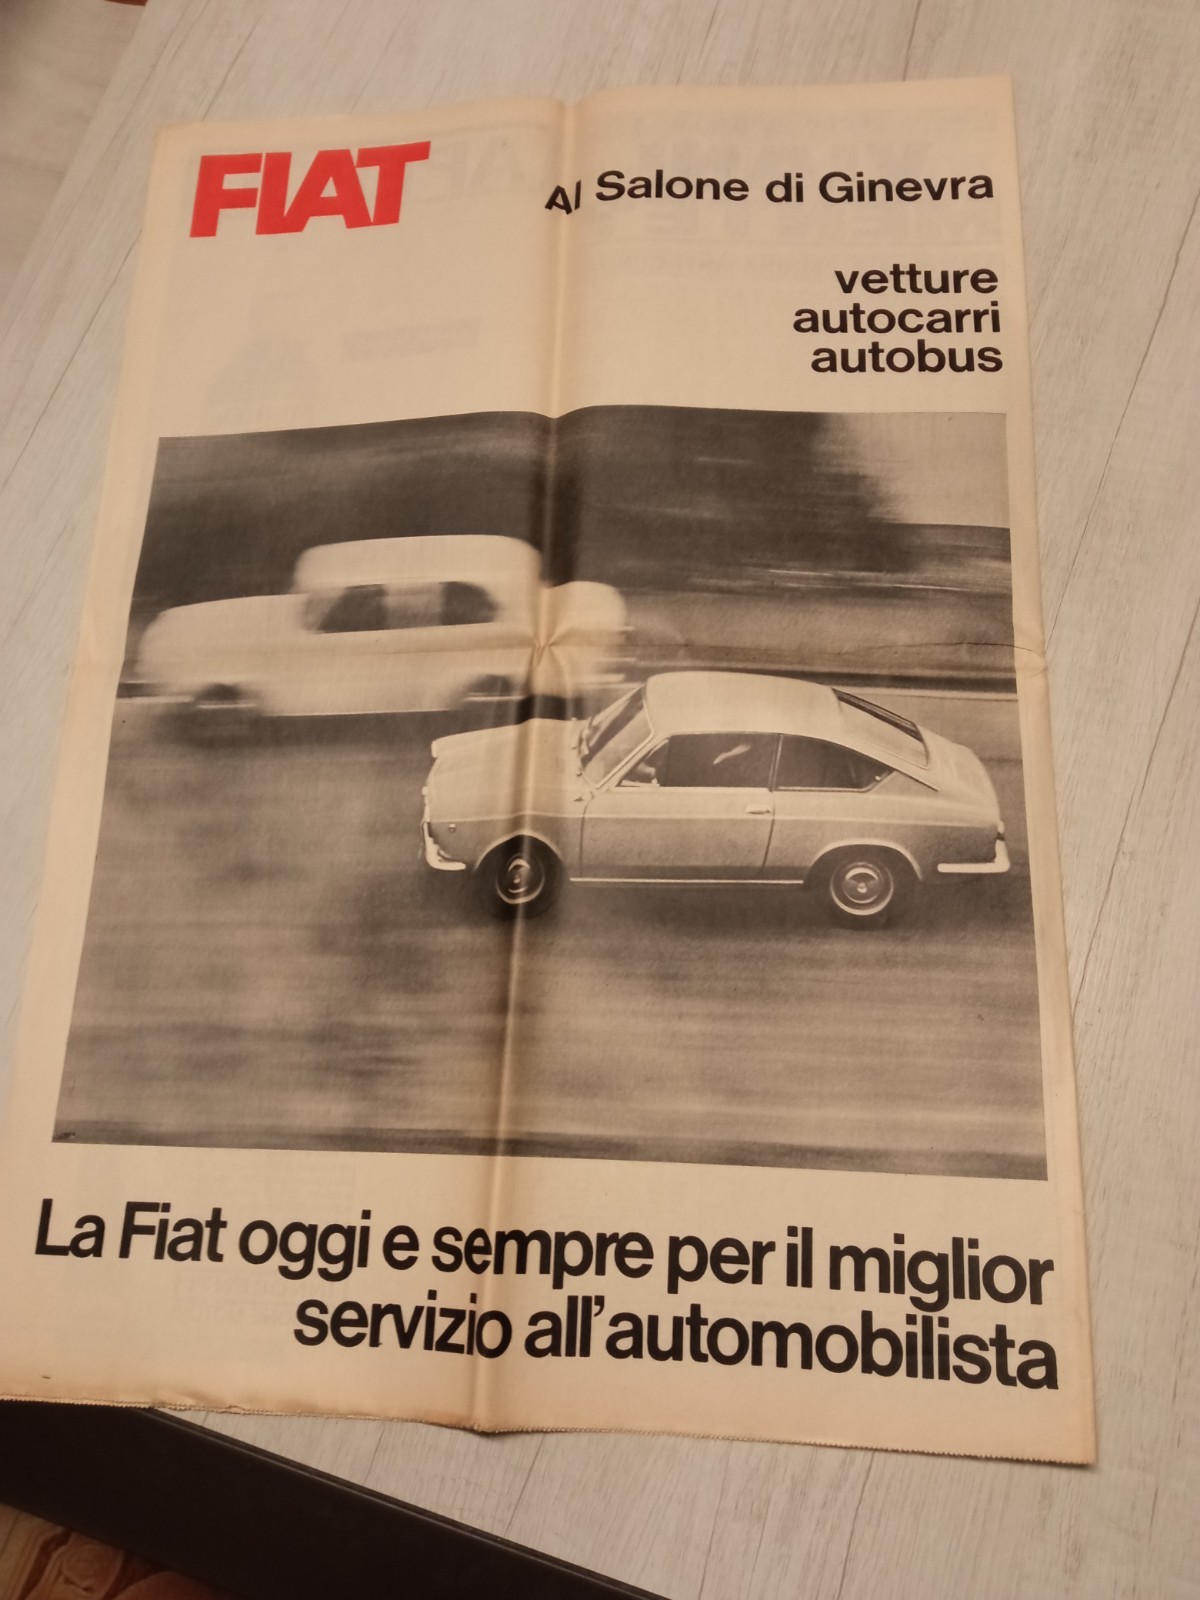 FIAT
Al Salone di Ginevra
vetture
autocarri
autobus
La Fiat oggi e sempre per il miglior
servizio all'automobilista